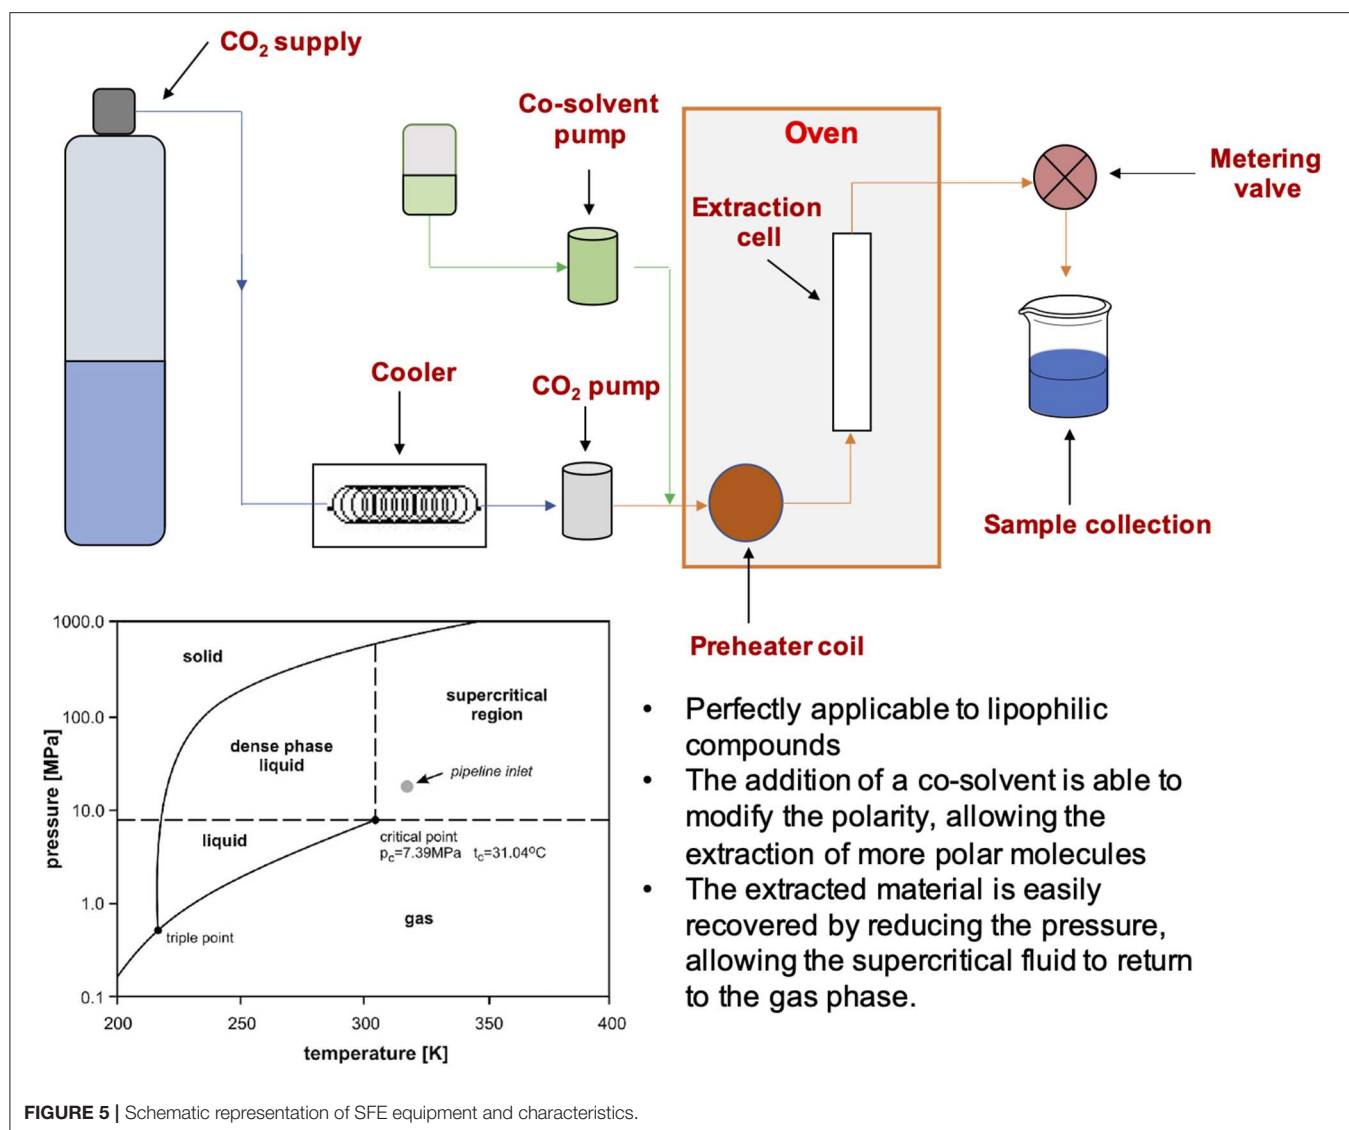 CO₂ supply
Co-solvent
pump
Oven
Metering
valve
Extraction
cell
Cooler
CO₂ pump
Sample collection
Preheater coil
1000.0
100.0
10.0
1.0
0.1
pressure [MPa]
solid
supercritical
region
dense phase
liquid
pipeline inlet
liquid
critical point
p_c=7.39MPa t_c=31.04ºC
gas
triple point
200
250
300
350
400
temperature [K]
• Perfectly applicable to lipophilic
compounds
• The addition of a co-solvent is able to
modify the polarity, allowing the
extraction of more polar molecules
• The extracted material is easily
recovered by reducing the pressure,
allowing the supercritical fluid to return
to the gas phase.
FIGURE 5 | Schematic representation of SFE equipment and characteristics.